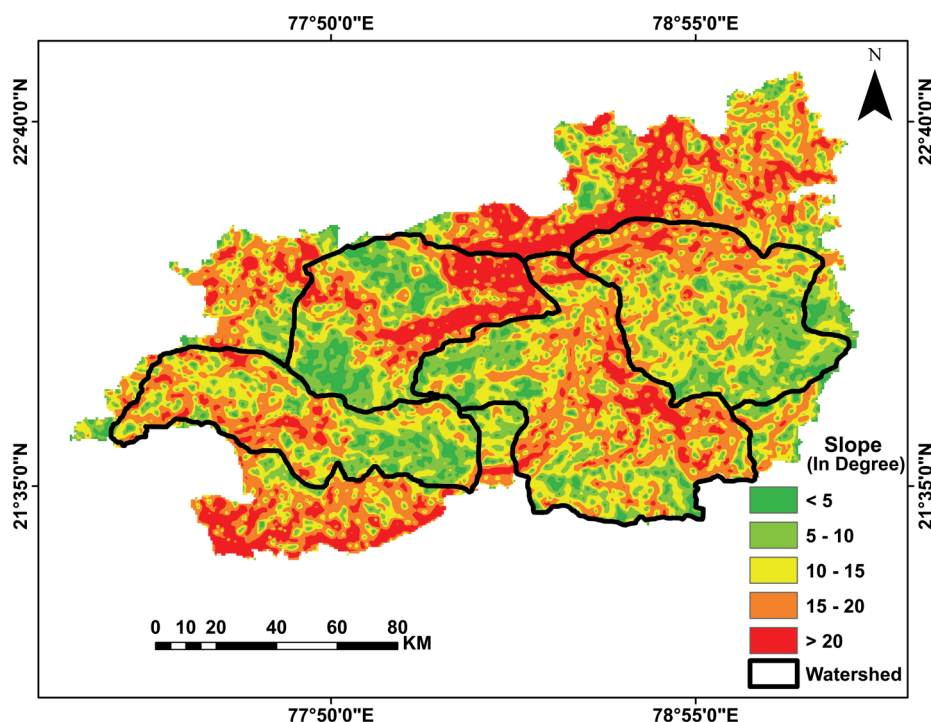 77°50'0"E 78°55'0"E
N
22°40'0"N 22°40'0"N
21°35'0"N 21°35'0"N
Slope
(In Degree)
< 5
5 - 10
10 - 15
15 - 20
> 20
Watershed
0 10 20 40 60 80
KM
77°50'0"E 78°55'0"E